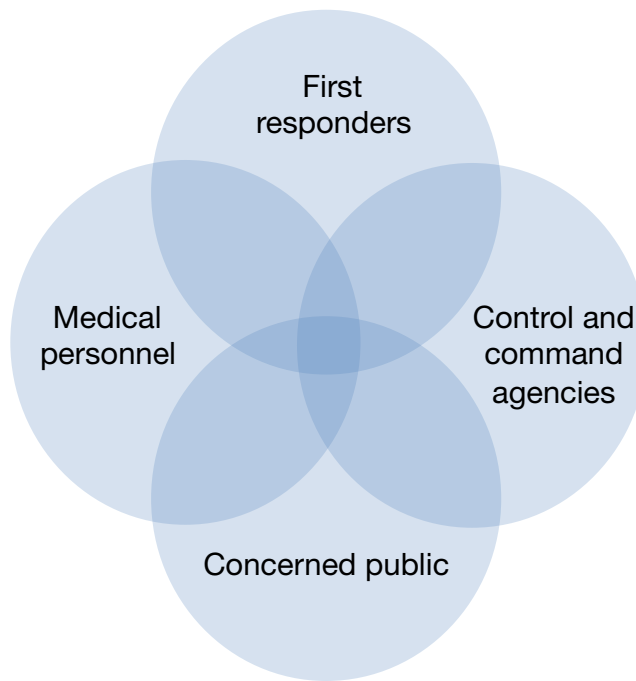 First
responders
Medical
personnel
Control and
command
agencies
Concerned public